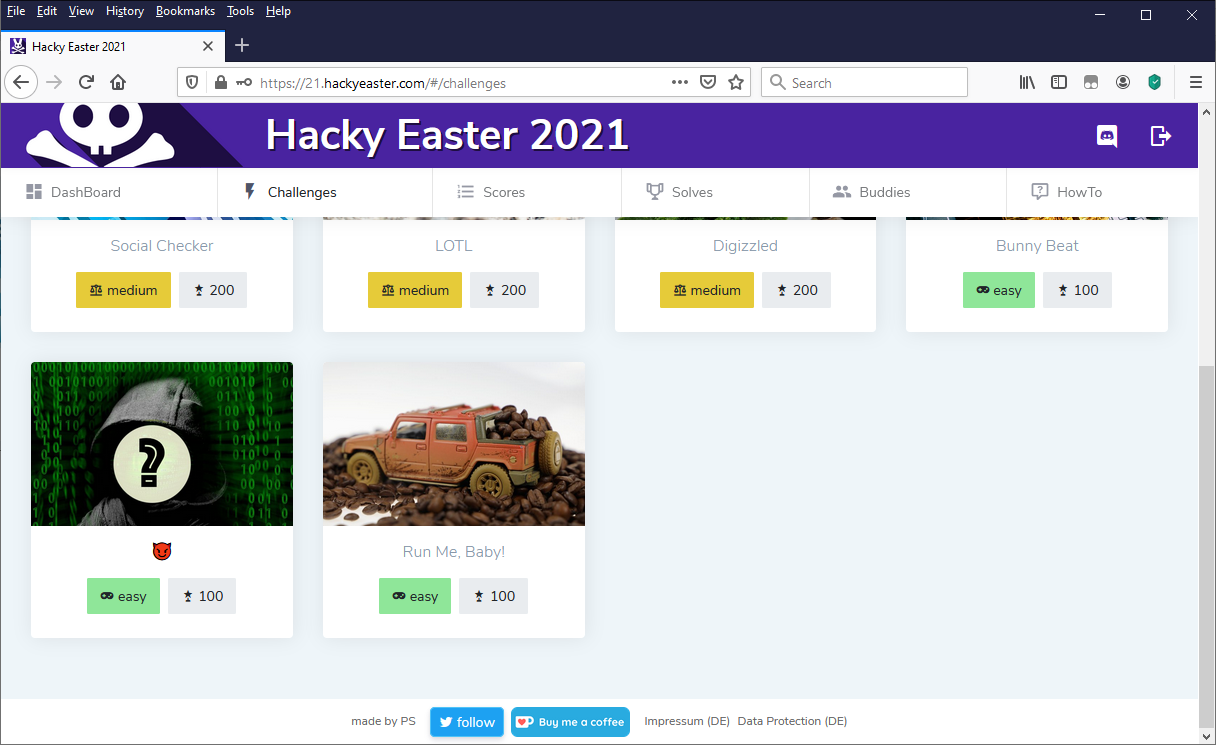 File Edit View History Bookmarks Tools Help
Hacky Easter 2021
https://21.hackyeaster.com/#/challenges
Search
Hacky Easter 2021
DashBoard Challenges Scores Solves Buddies HowTo
Social Checker LOTL Digizzled Bunny Beat
medium 200 medium 200 medium 200 easy 100
?
Run Me, Baby!
easy 100 easy 100
made by PS follow Buy me a coffee Impressum (DE) Data Protection (DE)